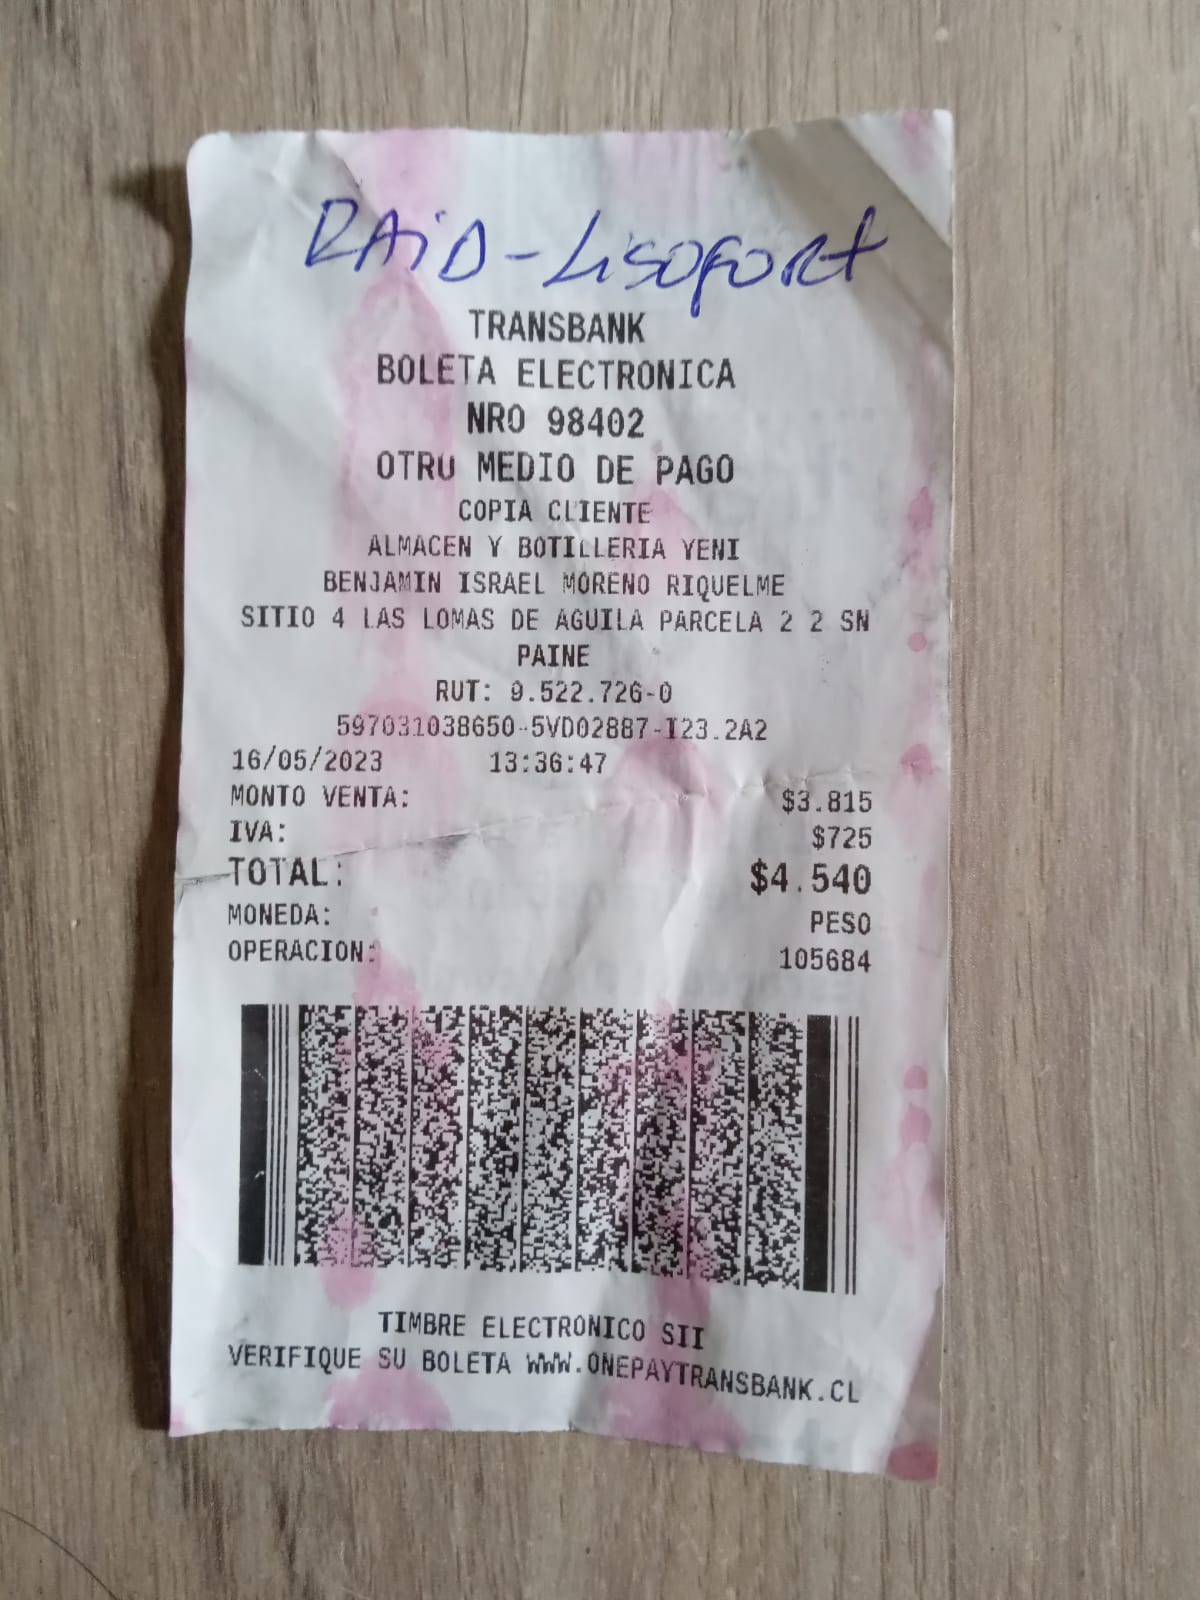 RAiD - Lisofort
TRANSBANK
BOLETA ELECTRONICA
NRO 98402
OTRO MEDIO DE PAGO
COPIA CLIENTE
ALMACEN Y BOTILLERIA YENI
BENJAMIN ISRAEL MORENO RIQUELME
SITIO 4 LAS LOMAS DE AGUILA PARCELA 2 2 SN
PAINE
RUT: 9.522.726-0
597031038650-5VD02887-I23.2A2
16/05/2023 13:36:47
MONTO VENTA: $3.815
IVA: $725
TOTAL: $4.540
MONEDA: PESO
OPERACION: 105684
TIMBRE ELECTRONICO SII
VERIFIQUE SU BOLETA WWW.ONEPAYTRANSBANK.CL